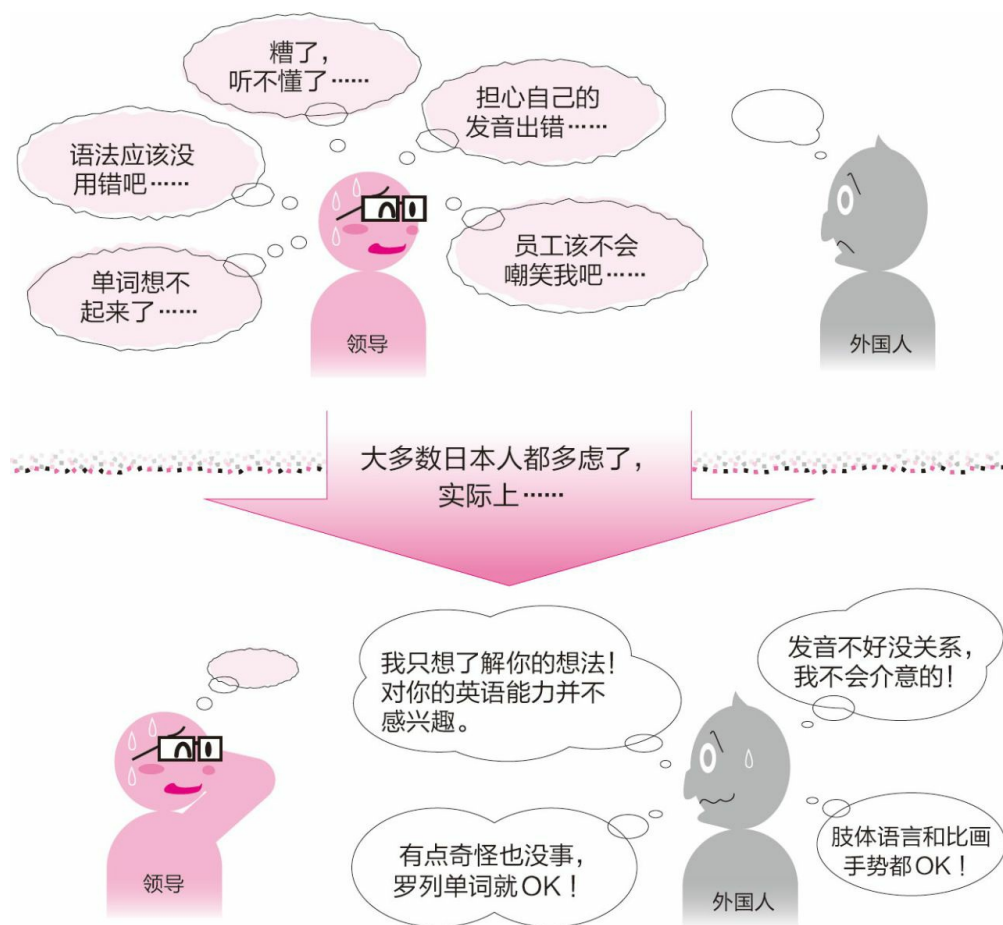 糟了，
听不懂了……
担心自己的
发音出错……
语法应该没
用错吧……
员工该不会
嘲笑我吧……
单词想不
起来了……
领导
外国人
大多数日本人都多虑了，
实际上……
我只想了解你的想法！
对你的英语能力并不
感兴趣。
发音不好没关系，
我不会介意的！
有点奇怪也没事，
罗列单词就OK！
肢体语言和比画
手势都OK！
领导
外国人